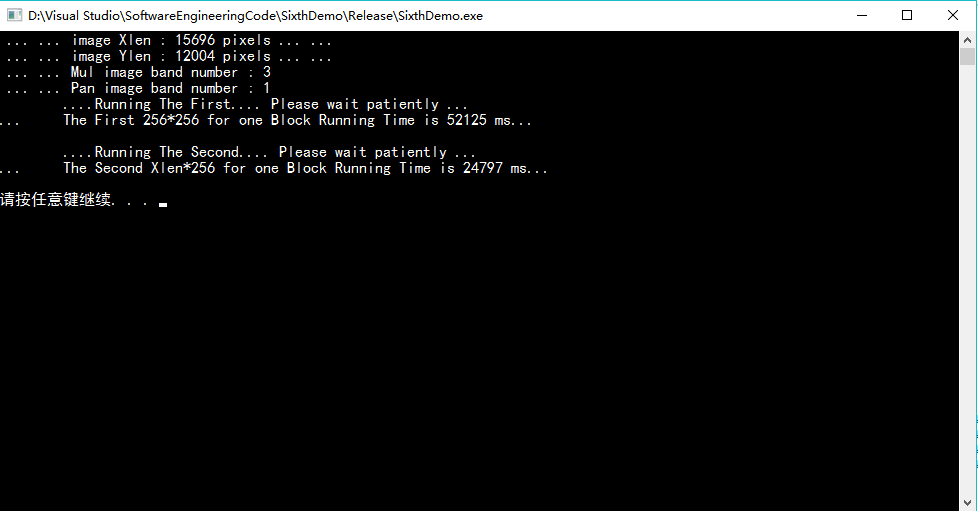 D:\Visual Studio\SoftwareEngineeringCode\SixthDemo\Release\SixthDemo.exe
... ... image Xlen : 15696 pixels ... ...
... ... image Ylen : 12004 pixels ... ...
... ... Mul image band number : 3
... ... Pan image band number : 1
....Running The First.... Please wait patiently ...
... The First 256*256 for one Block Running Time is 52125 ms...
....Running The Second.... Please wait patiently ...
... The Second Xlen*256 for one Block Running Time is 24797 ms...
请按任意键继续. . .